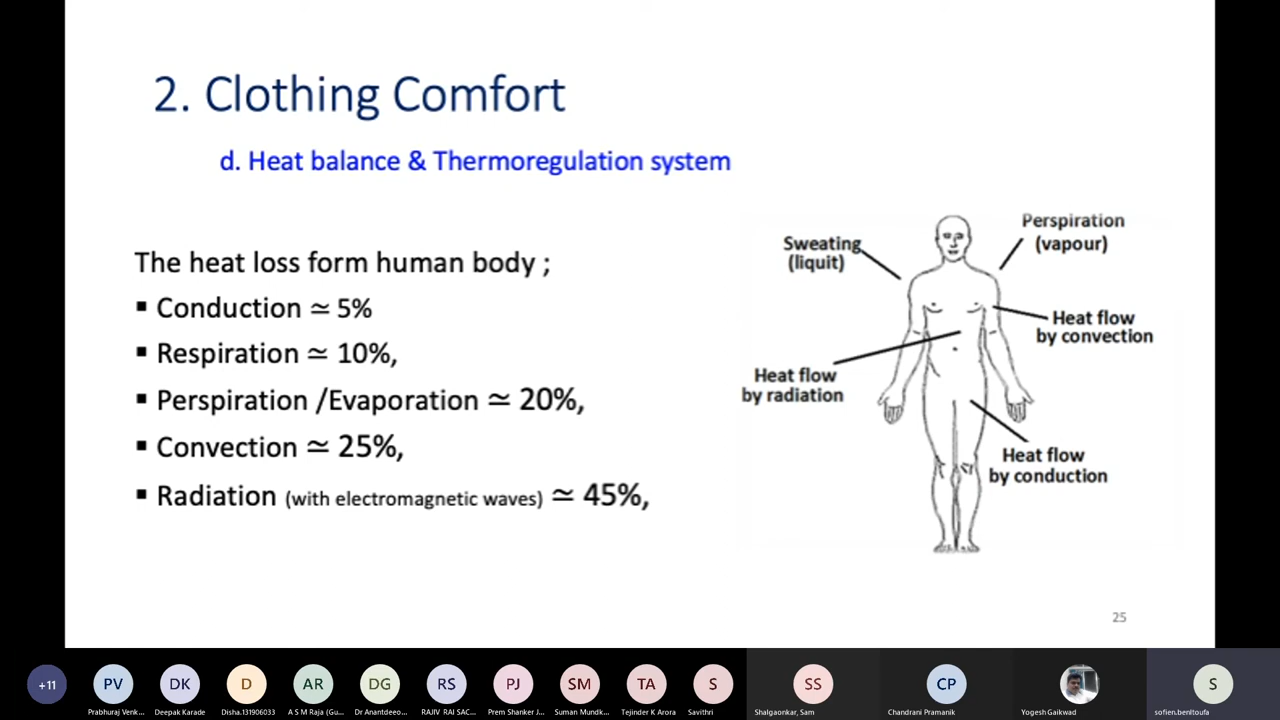 2. Clothing Comfort
d. Heat balance & Thermoregulation system
The heat loss form human body ;
▪ Conduction ≃ 5%
▪ Respiration ≃ 10%,
▪ Perspiration /Evaporation ≃ 20%,
▪ Convection ≃ 25%,
▪ Radiation (with electromagnetic waves) ≃ 45%,
Sweating
(liquit)
Perspiration
(vapour)
Heat flow
by convection
Heat flow
by radiation
Heat flow
by conduction
25
+11
PV
DK
D
AR
DG
RS
PJ
SM
TA
S
SS
CP
S
Prabhuraj Venk...
Deepak Karade
Disha.131906033
A S M Raja (Gu...
Dr Anantdeeo...
RAJIV RAI SAC...
Prem Shanker J...
Suman Mundk...
Tejinder K Arora
Savithri
Shalgaonkar, Sam
Chandrani Pramanik
Yogesh Gaikwad
sofien.benltoufa